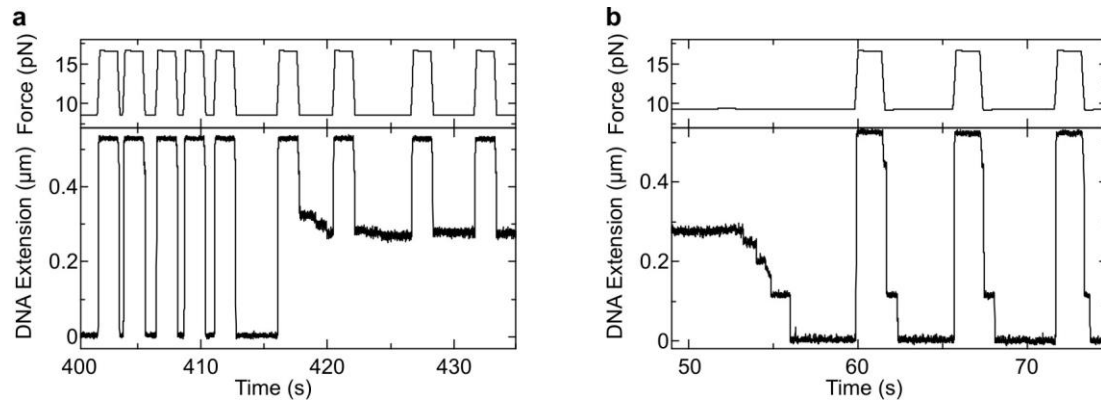 a
Force (pN)
15
10
DNA Extension (μm)
0.4
0.2
0
400
410
420
430
Time (s)
b
Force (pN)
15
10
DNA Extension (μm)
0.4
0.2
0
50
60
70
Time (s)